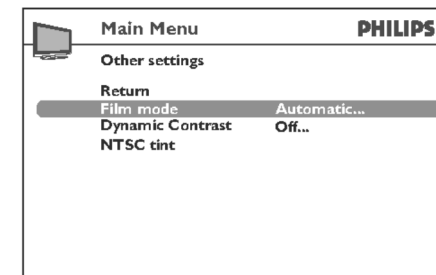 Main Menu PHILIPS
Other settings
Return
Film mode Automatic...
Dynamic Contrast Off...
NTSC tint